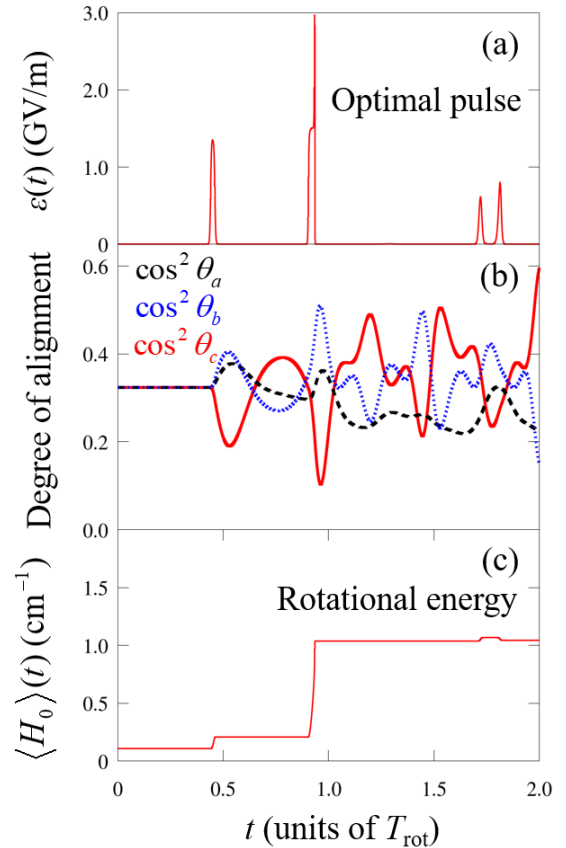 (a)
Optimal pulse
ε(t) (GV/m)
3.0
2.0
1.0
0
(b)
cos² θa
cos² θb
cos² θc
Degree of alignment
0.6
0.4
0.2
0.0
(c)
Rotational energy
⟨H₀⟩(t) (cm⁻¹)
1.5
1.0
0.5
0
0 0.5 1.0 1.5 2.0
t (units of Trot)